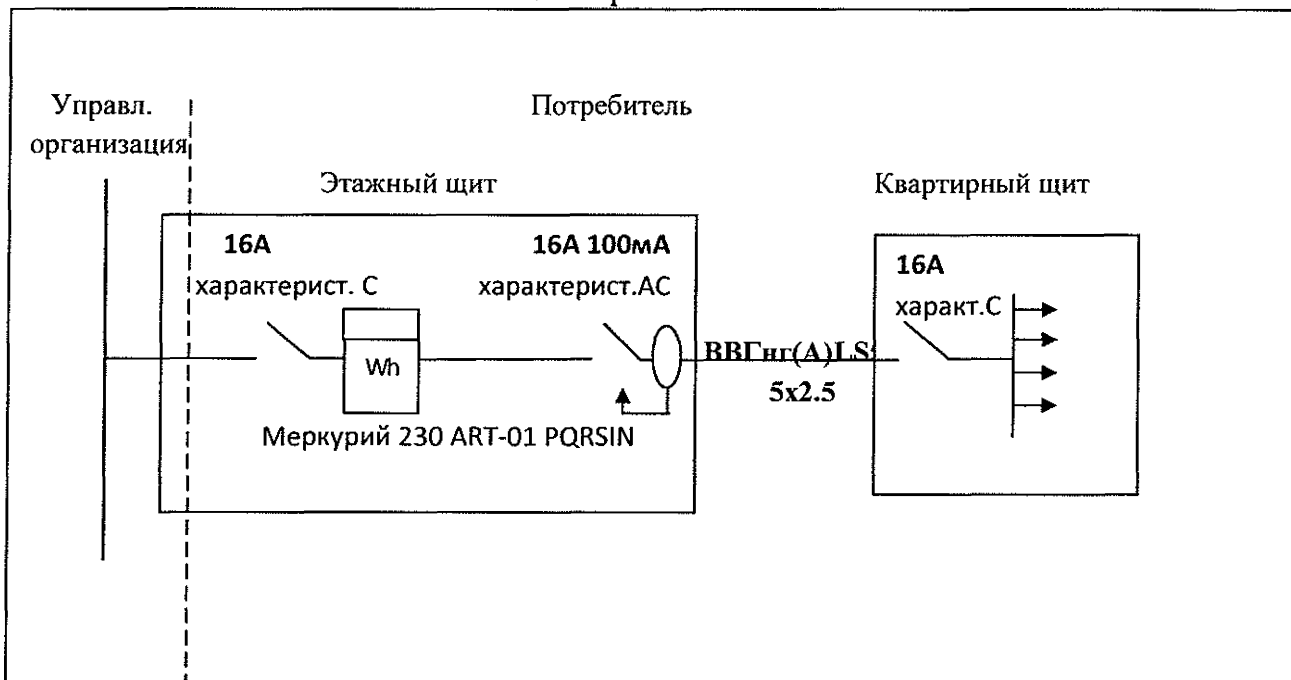 Управл.
организация
Потребитель
Этажный щит
Квартирный щит
16А
характерист. С
16А 100мА
характерист.АС
16А
характ.С
Wh
ВВГнг(А)LS
5х2.5
Меркурий 230 ART-01 PQRSIN